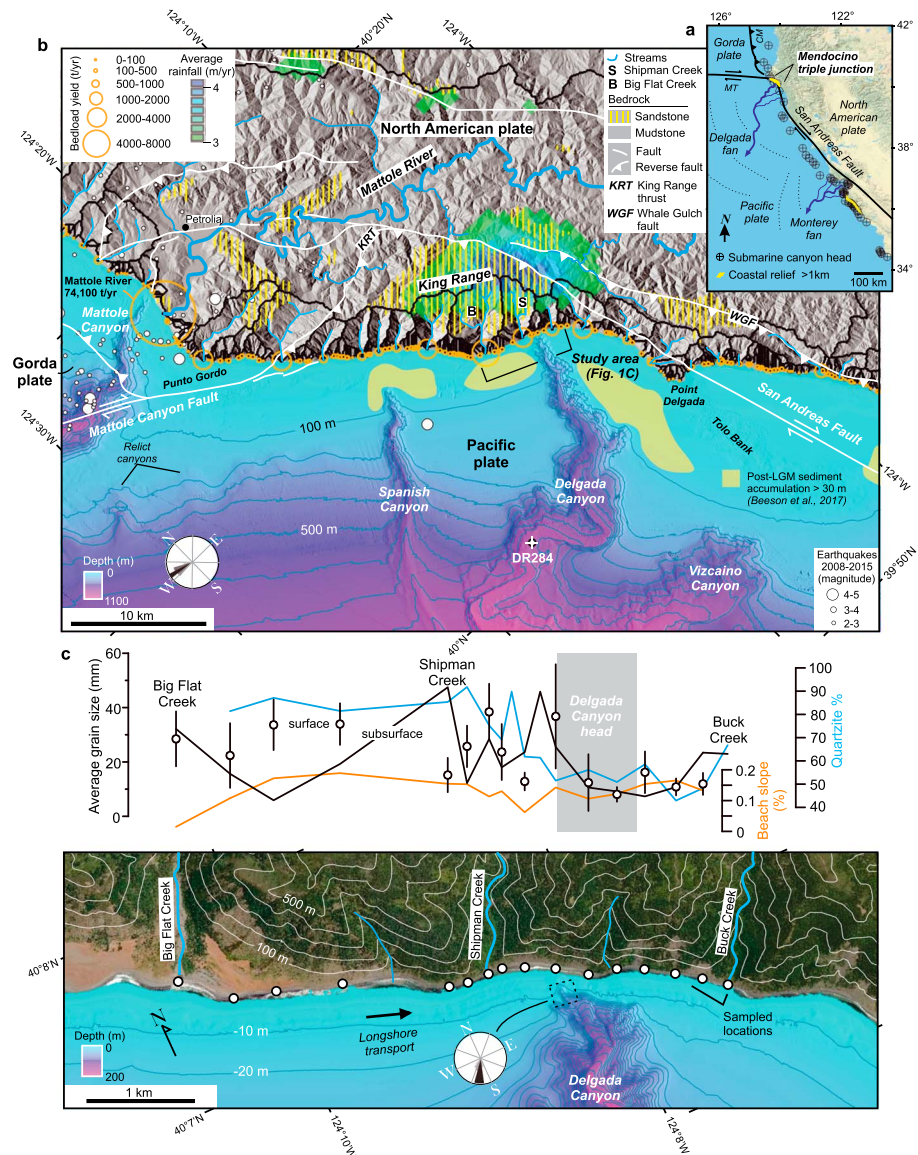 a
126°
122°
42°
38°
34°
Gorda
plate
CM
Mendocino
triple junction
MT
North
American
plate
San Andreas Fault
Delgada
fan
Pacific
plate
Monterey
fan
N
Submarine canyon head
Coastal relief >1km
100 km
b
124°10'W
40°20'N
124°20'W
124°30'W
124°W
39°50'N
40°N
Bedload yield (t/yr)
0-100
100-500
500-1000
1000-2000
2000-4000
4000-8000
Average
rainfall (m/yr)
4
3
Streams
S Shipman Creek
B Big Flat Creek
Bedrock
Sandstone
Mudstone
Fault
Reverse fault
KRT King Range
thrust
WGF Whale Gulch
fault
North American plate
Mattole River
Petrolia
KRT
King Range
B
S
WGF
Mattole River
74,100 t/yr
Mattole
Canyon
Gorda
plate
Punto Gordo
Mattole Canyon Fault
Study area
(Fig. 1C)
Point
Delgada
San Andreas Fault
Tolo Bank
100 m
Pacific
plate
Relict
canyons
Spanish
Canyon
Delgada
Canyon
Post-LGM sediment
accumulation > 30 m
(Beeson et al., 2017)
500 m
DR284
Vizcaino
Canyon
N
E
S
W
Depth (m)
0
1100
10 km
Earthquakes
2008-2015
(magnitude)
4-5
3-4
2-3
c
Average grain size (mm)
60
40
20
0
Big Flat
Creek
surface
subsurface
Shipman
Creek
Delgada
Canyon
head
Buck
Creek
0.2
0.1
0
Beach slope
(%)
100
90
80
70
60
50
40
Quartzite %
Big Flat Creek
Shipman Creek
Buck Creek
500 m
100 m
40°8'N
N
-10 m
-20 m
Longshore
transport
N
E
S
W
Sampled
locations
Delgada
Canyon
Depth (m)
0
200
1 km
40°7'N
124°10'W
124°8'W